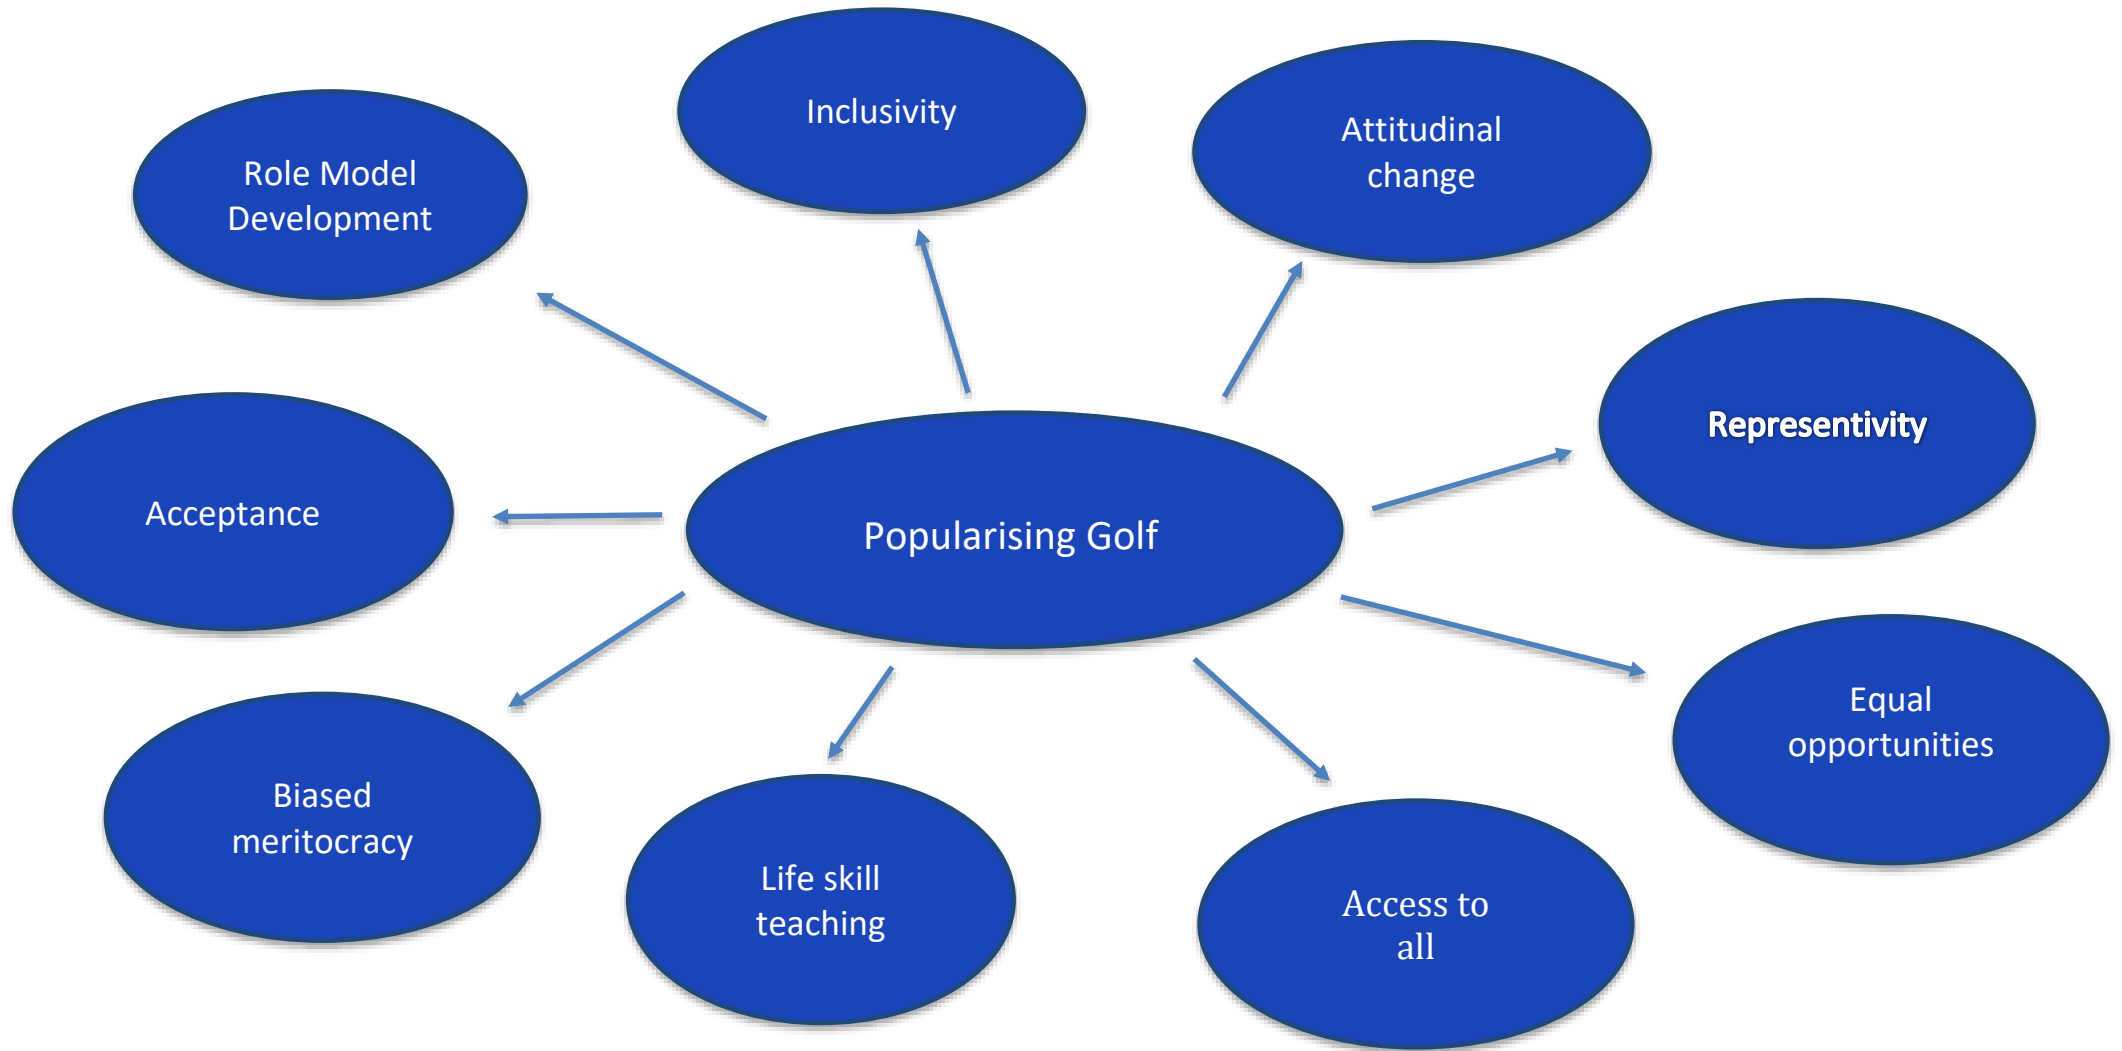 Inclusivity
Attitudinal
change
Role Model
Development
Representivity
Acceptance
Popularising Golf
Equal
opportunities
Biased
meritocracy
Life skill
teaching
Access to
all